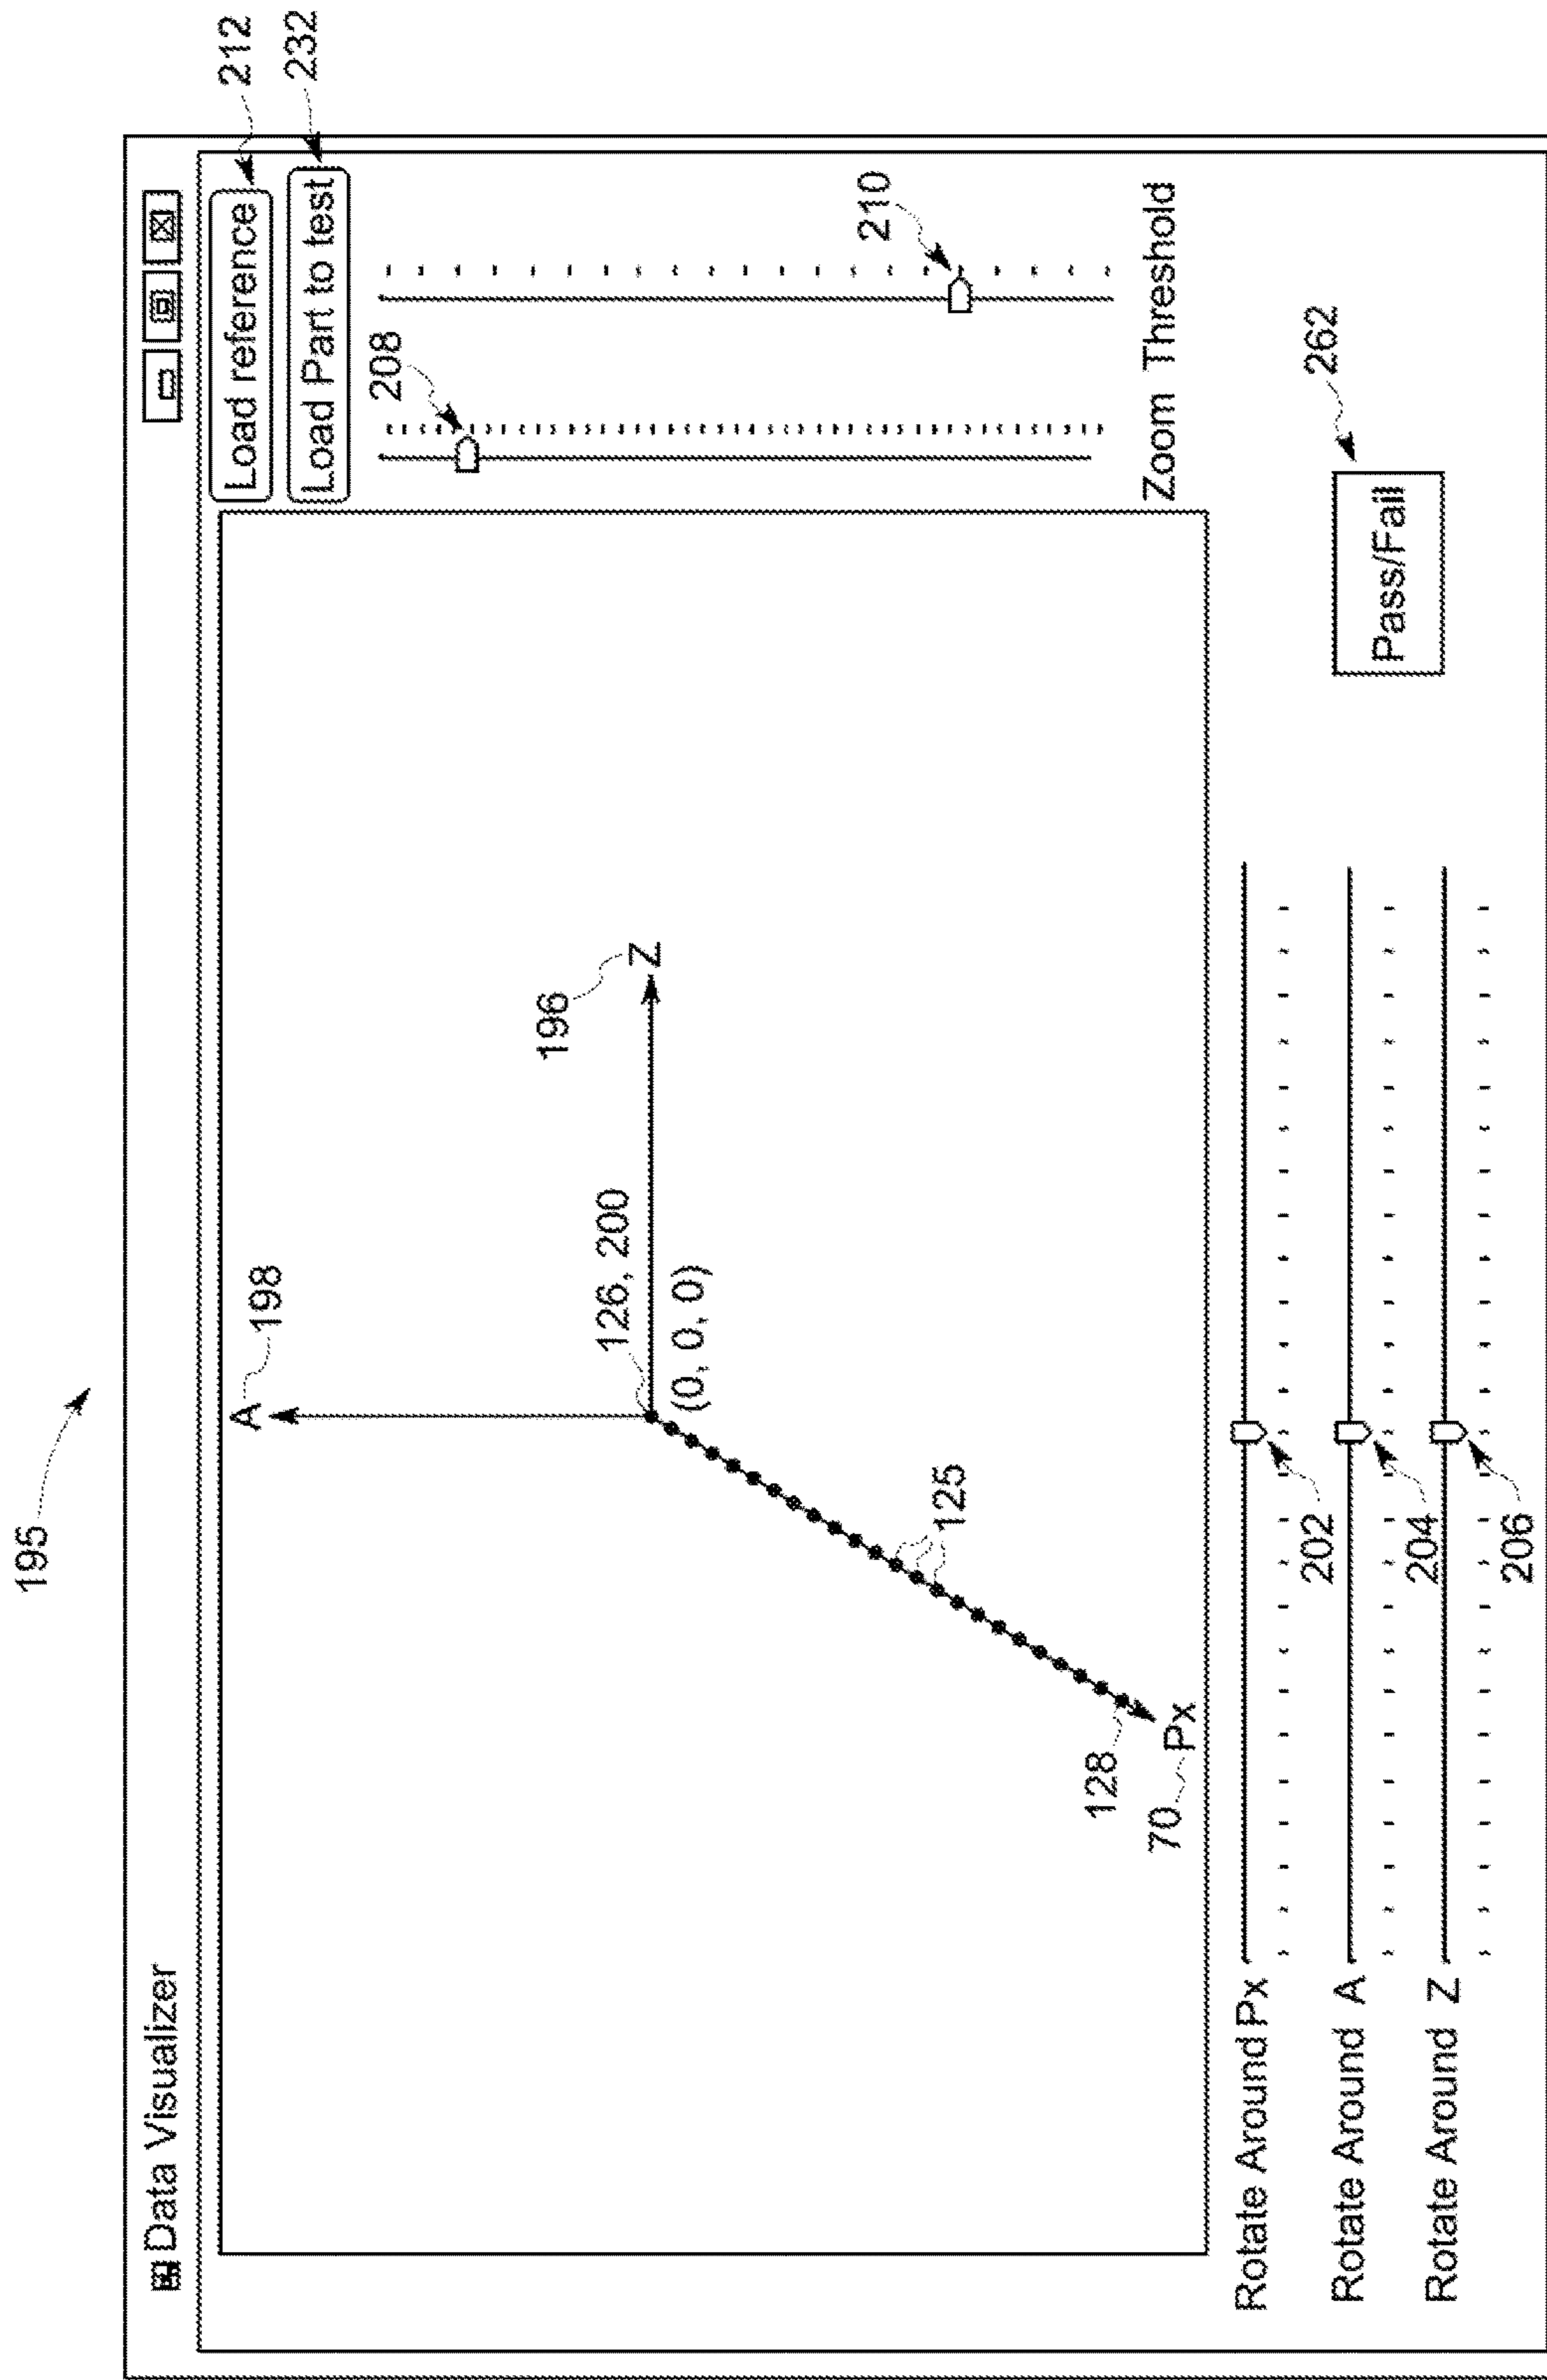 195
Data Visualizer
Load reference
212
Load Part to test
232
A
198
208
210
196
Z
126, 200
(0, 0, 0)
125
128
70
Px
Zoom Threshold
Rotate Around Px
202
Rotate Around A
204
Rotate Around Z
206
Pass/Fail
262